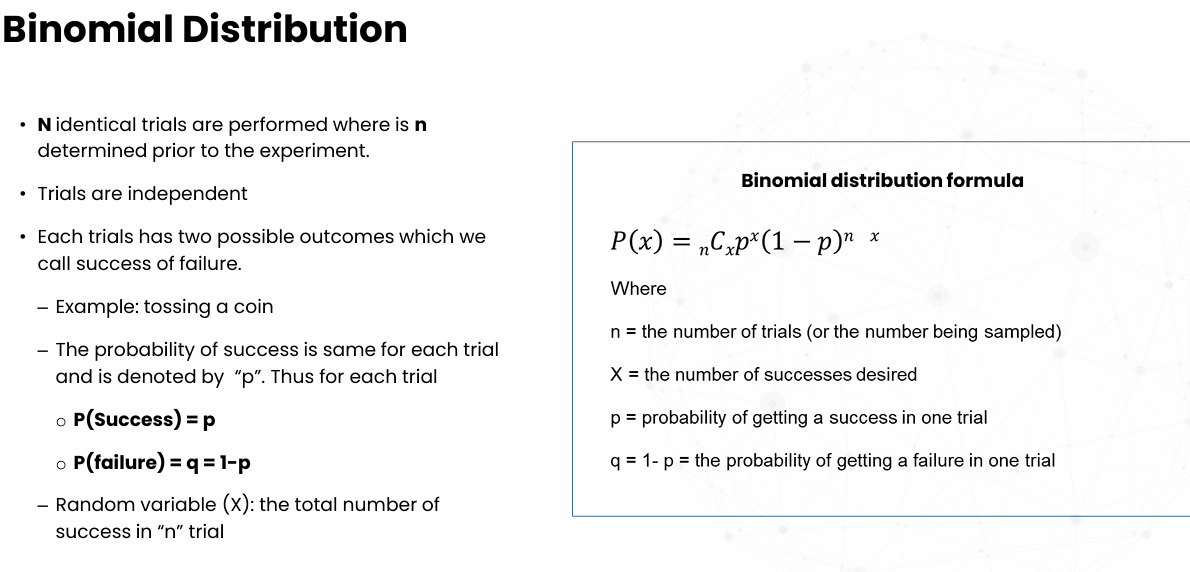 Binomial Distribution
• N identical trials are performed where is n
determined prior to the experiment.
• Trials are independent
• Each trials has two possible outcomes which we
call success of failure.
– Example: tossing a coin
– The probability of success is same for each trial
and is denoted by “p”. Thus for each trial
○ P(Success) = p
○ P(failure) = q = 1-p
– Random variable (X): the total number of
success in “n” trial
Binomial distribution formula
P(x) = ₙCₓpˣ(1 − p)ⁿ ˣ
Where
n = the number of trials (or the number being sampled)
X = the number of successes desired
p = probability of getting a success in one trial
q = 1- p = the probability of getting a failure in one trial